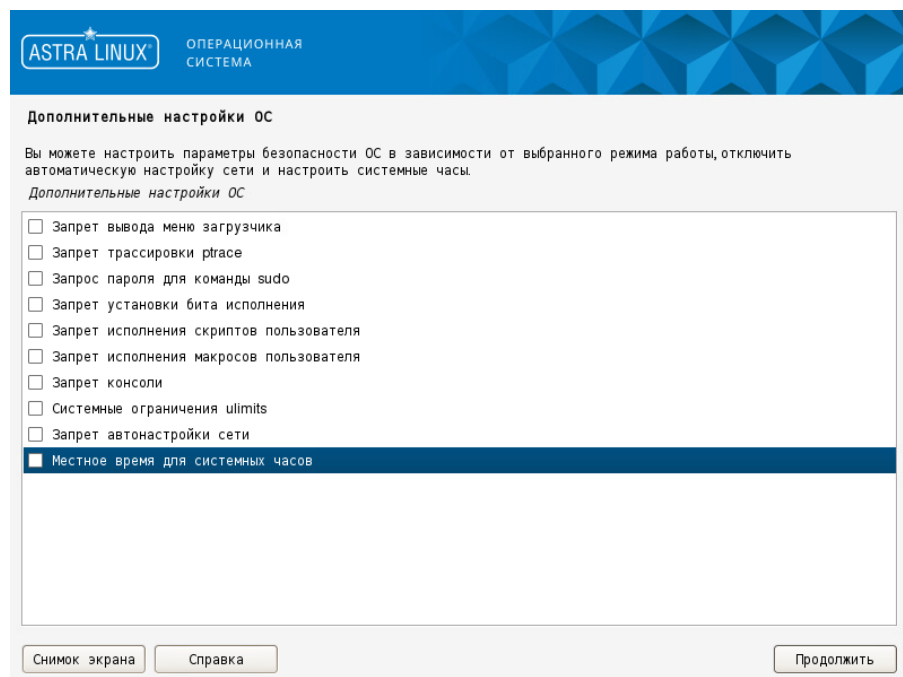 ASTRA LINUX®
ОПЕРАЦИОННАЯ
СИСТЕМА
Дополнительные настройки ОС
Вы можете настроить параметры безопасности ОС в зависимости от выбранного режима работы, отключить
автоматическую настройку сети и настроить системные часы.
Дополнительные настройки ОС
Запрет вывода меню загрузчика
Запрет трассировки ptrace
Запрос пароля для команды sudo
Запрет установки бита исполнения
Запрет исполнения скриптов пользователя
Запрет исполнения макросов пользователя
Запрет консоли
Системные ограничения ulimits
Запрет автонастройки сети
Местное время для системных часов
Снимок экрана
Справка
Продолжить